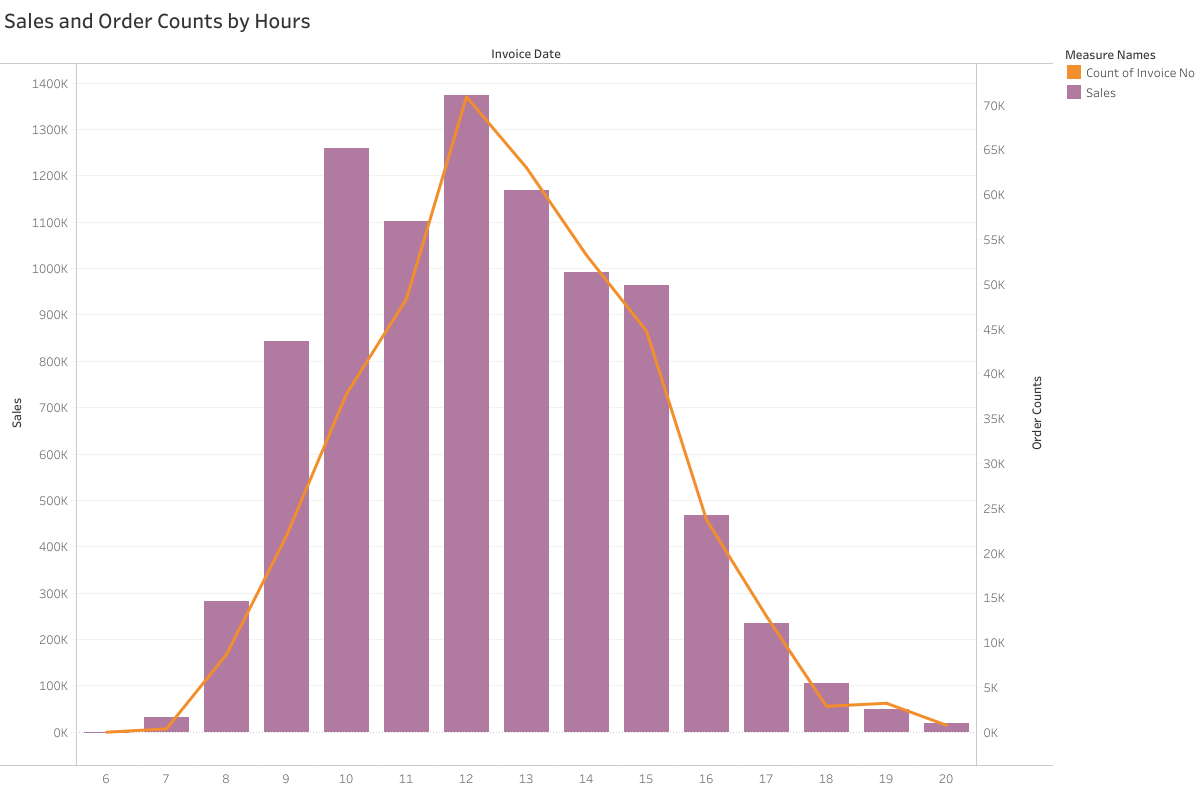 Sales and Order Counts by Hours
Invoice Date
Measure Names
Count of Invoice No
Sales
Sales
1400K
1300K
1200K
1100K
1000K
900K
800K
700K
600K
500K
400K
300K
200K
100K
0K
70K
65K
60K
55K
50K
45K
40K
35K
30K
25K
20K
15K
10K
5K
0K
Order Counts
6 7 8 9 10 11 12 13 14 15 16 17 18 19 20